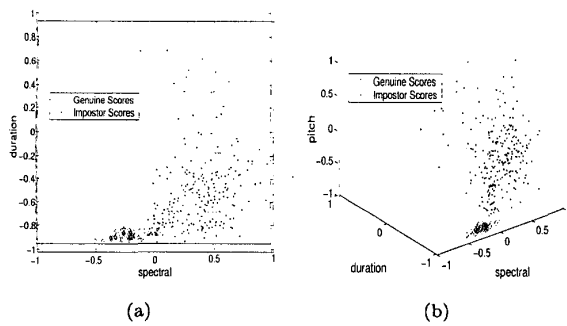 1
0.8
0.6
0.4
0.2
0
−0.2
−0.4
−0.6
−0.8
−1
duration
Genuine Scores
Impostor Scores
−1
−0.5
0
0.5
1
spectral
(a)
1
0.5
0
−0.5
−1
pitch
Genuine Scores
Impostor Scores
1
0
−1
duration
−1
−0.5
0
0.5
spectral
(b)